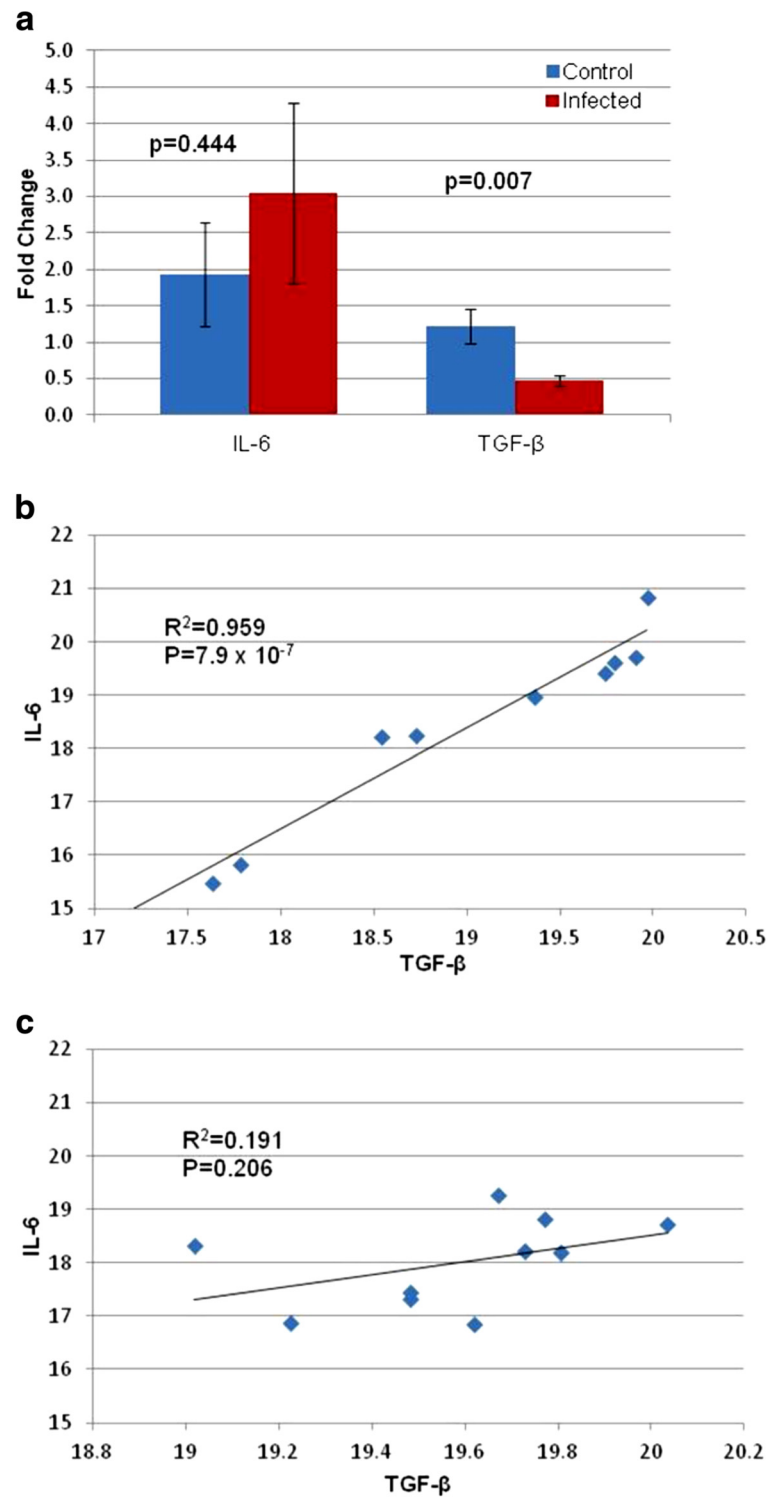 a
5.0
4.5
4.0
3.5
3.0
2.5
2.0
1.5
1.0
0.5
0.0
Fold Change
Control
Infected
p=0.444
p=0.007
IL-6 TGF-β
b
22
21
20
19
18
17
16
15
IL-6
R²=0.959
P=7.9 x 10⁻⁷
17 17.5 18 18.5 19 19.5 20 20.5
TGF-β
c
22
21
20
19
18
17
16
15
IL-6
R²=0.191
P=0.206
18.8 19 19.2 19.4 19.6 19.8 20 20.2
TGF-β